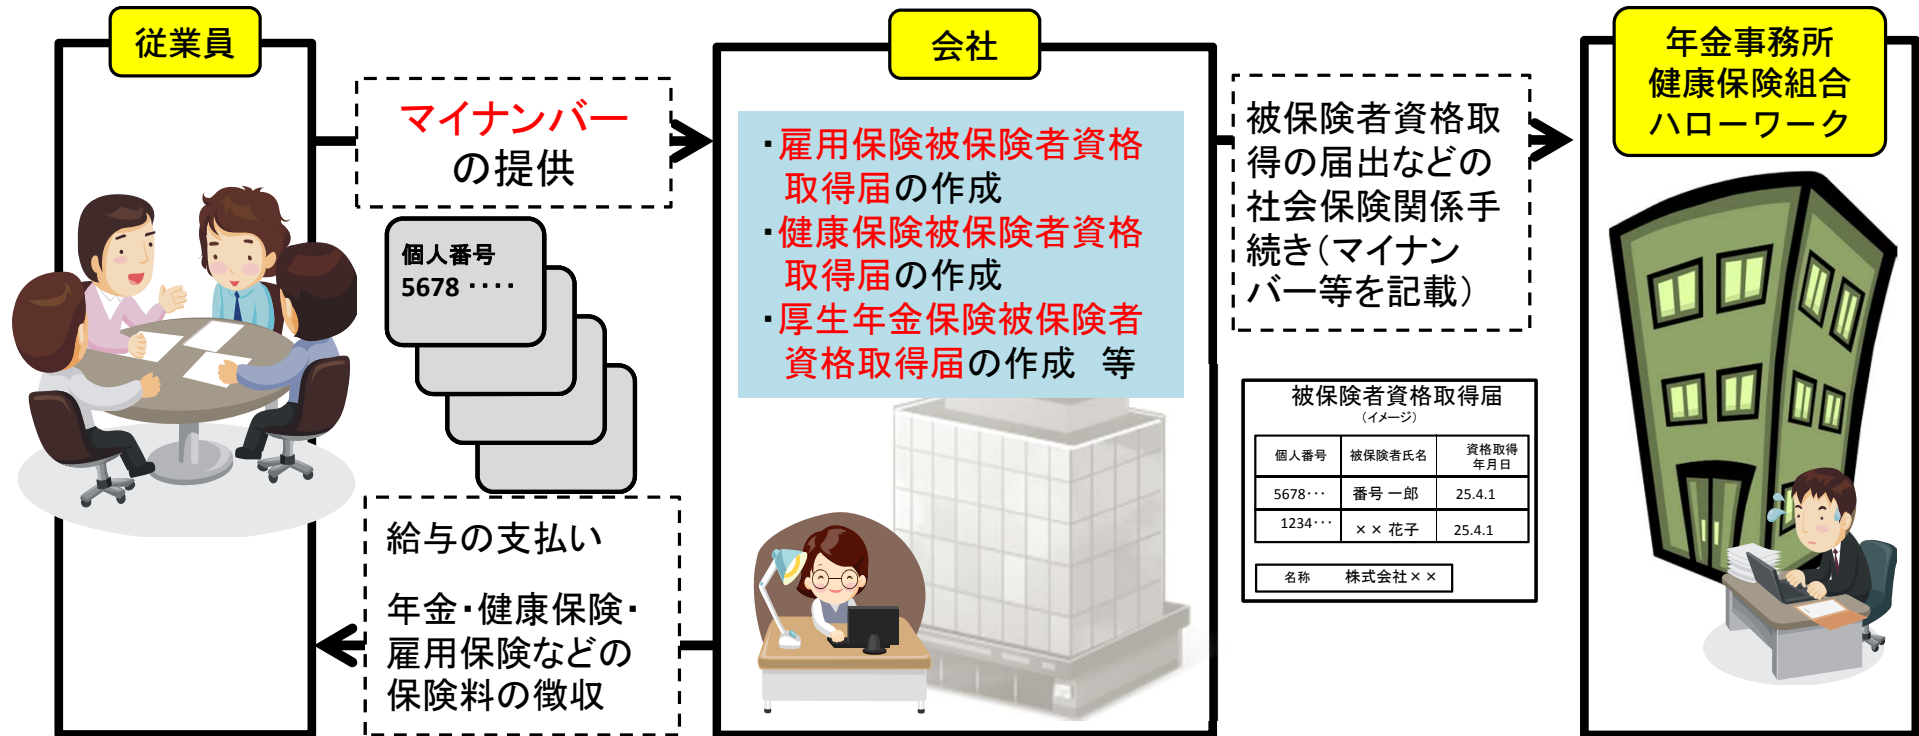 従業員
マイナンバー
の提供
個人番号
5678 ‥‥
給与の支払い
年金・健康保険・
雇用保険などの
保険料の徴収
会社
・雇用保険被保険者資格
取得届の作成
・健康保険被保険者資格
取得届の作成
・厚生年金保険被保険者
資格取得届の作成　等
被保険者資格取
得の届出などの
社会保険関係手
続き（マイナン
バー等を記載）
被保険者資格取得届
（イメージ）
個人番号 被保険者氏名 資格取得
年月日
5678･･･ 番号 一郎 25.4.1
1234･･･ ×× 花子 25.4.1
名称 株式会社××
年金事務所
健康保険組合
ハローワーク